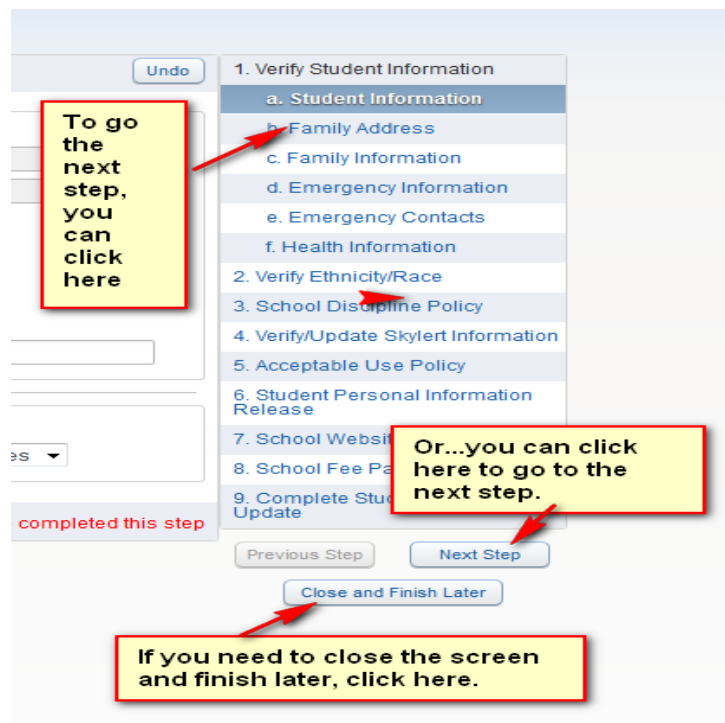 Undo
1. Verify Student Information
a. Student Information
b. Family Address
c. Family Information
d. Emergency Information
e. Emergency Contacts
f. Health Information
2. Verify Ethnicity/Race
3. School Discipline Policy
4. Verify/Update Skylert Information
5. Acceptable Use Policy
6. Student Personal Information
Release
7. School
8. School Fee
9. Complete
Update
Previous Step
Next Step
Close and Finish Later
To go
the
next
step,
you
can
click
here
completed this step
Or...you can click
here to go to the
next step.
If you need to close the screen
and finish later, click here.